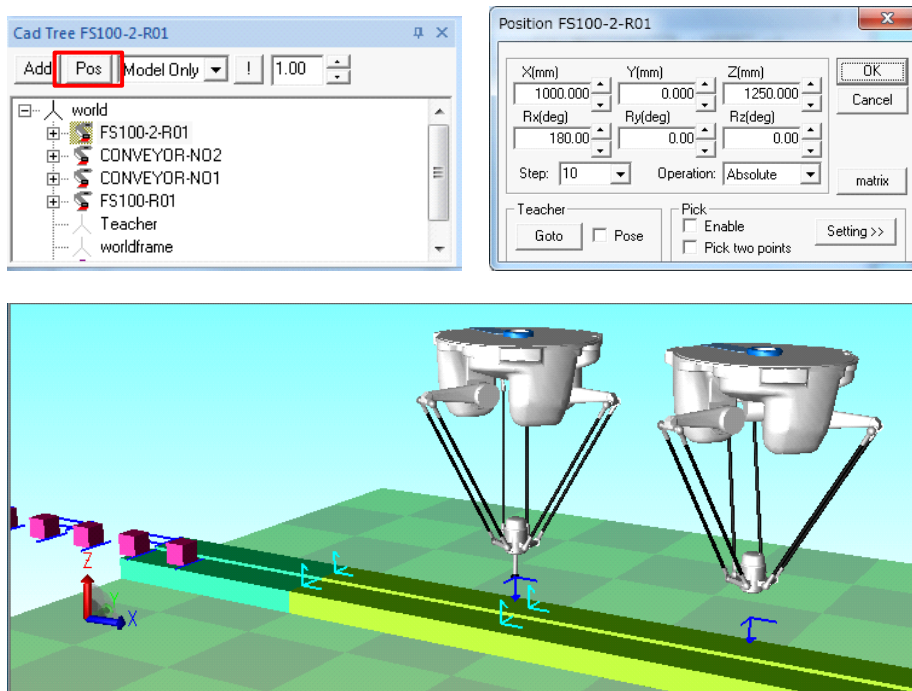 Cad Tree FS100-2-R01
Add Pos Model Only ! 1.00
world
FS100-2-R01
CONVEYOR-NO2
CONVEYOR-NO1
FS100-R01
Teacher
worldframe
Position FS100-2-R01
X(mm) Y(mm) Z(mm) OK
1000.000 0.000 1250.000 Cancel
Rx(deg) Ry(deg) Rz(deg)
180.00 0.00 0.00
Step: 10 Operation: Absolute matrix
Teacher Pick
Goto Pose Enable Setting >>
Pick two points
Z
Y
X